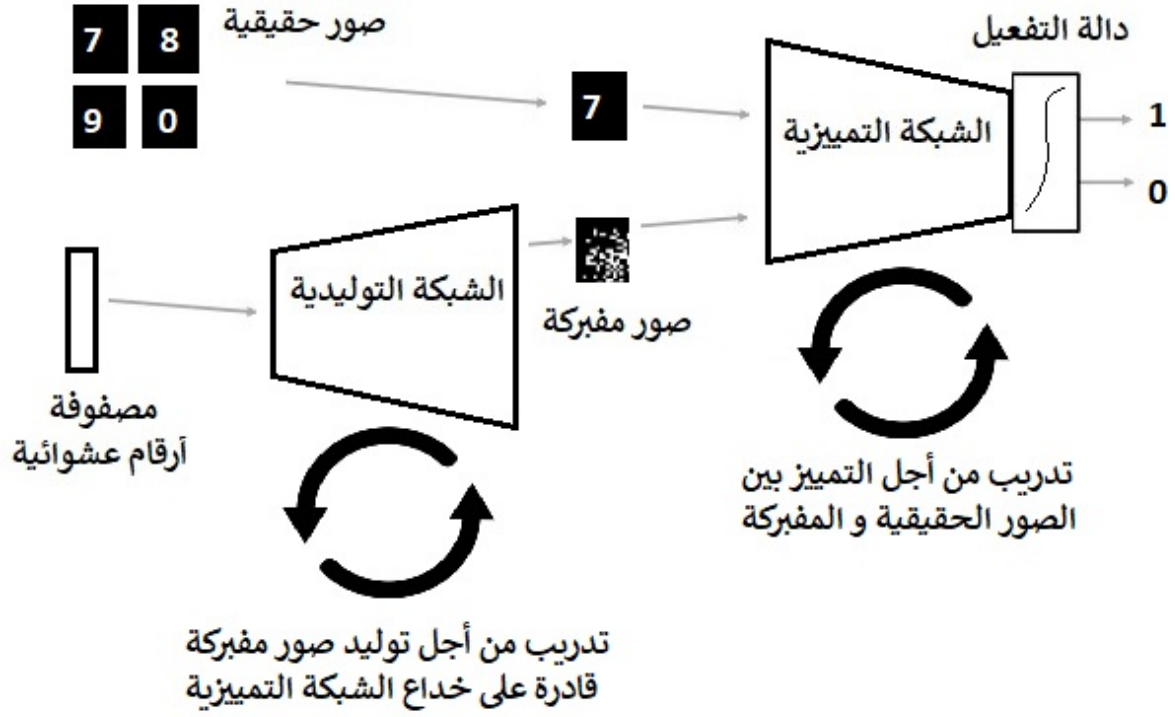 صور حقيقية
7 8
9 0
7
دالة التفعيل
الشبكة التمييزية
1
0
الشبكة التوليدية
صور مفبركة
مصفوفة
أرقام عشوائية
تدريب من أجل التمييز بين
الصور الحقيقية و المفبركة
تدريب من أجل توليد صور مفبركة
قادرة على خداع الشبكة التمييزية